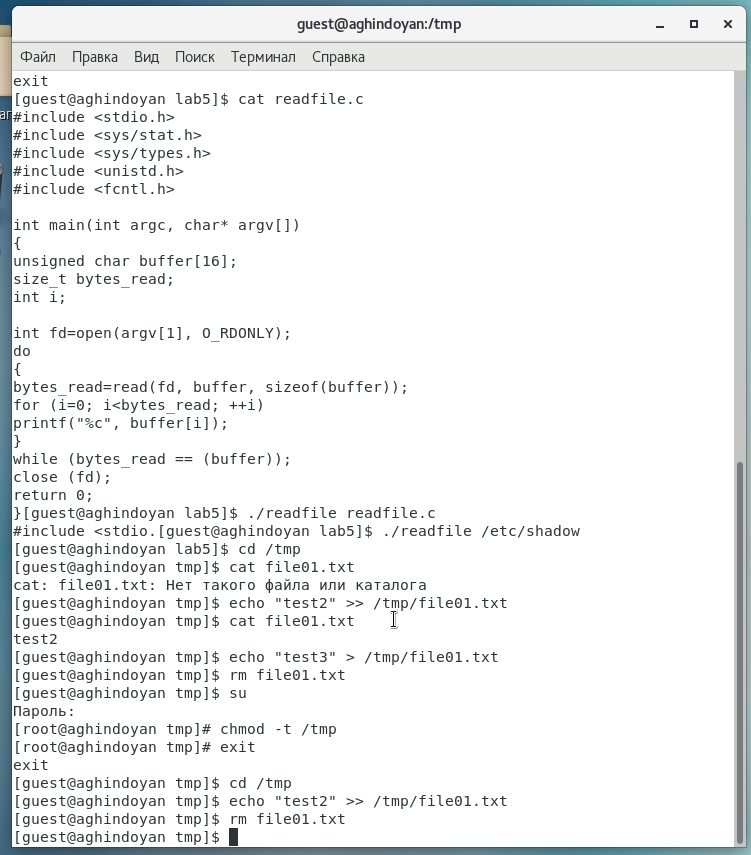 guest@aghindoyan:/tmp
Файл Правка Вид Поиск Терминал Справка
exit
[guest@aghindoyan lab5]$ cat readfile.c
#include <stdio.h>
#include <sys/stat.h>
#include <sys/types.h>
#include <unistd.h>
#include <fcntl.h>
int main(int argc, char* argv[])
{
unsigned char buffer[16];
size_t bytes_read;
int i;
int fd=open(argv[1], O_RDONLY);
do
{
bytes_read=read(fd, buffer, sizeof(buffer));
for (i=0; i<bytes_read; ++i)
printf("%c", buffer[i]);
}
while (bytes_read == (buffer));
close (fd);
return 0;
}[guest@aghindoyan lab5]$ ./readfile readfile.c
#include <stdio.[guest@aghindoyan lab5]$ ./readfile /etc/shadow
[guest@aghindoyan lab5]$ cd /tmp
[guest@aghindoyan tmp]$ cat file01.txt
cat: file01.txt: Нет такого файла или каталога
[guest@aghindoyan tmp]$ echo "test2" >> /tmp/file01.txt
[guest@aghindoyan tmp]$ cat file01.txt
test2
[guest@aghindoyan tmp]$ echo "test3" > /tmp/file01.txt
[guest@aghindoyan tmp]$ rm file01.txt
[guest@aghindoyan tmp]$ su
Пароль:
[root@aghindoyan tmp]# chmod -t /tmp
[root@aghindoyan tmp]# exit
exit
[guest@aghindoyan tmp]$ cd /tmp
[guest@aghindoyan tmp]$ echo "test2" >> /tmp/file01.txt
[guest@aghindoyan tmp]$ rm file01.txt
[guest@aghindoyan tmp]$